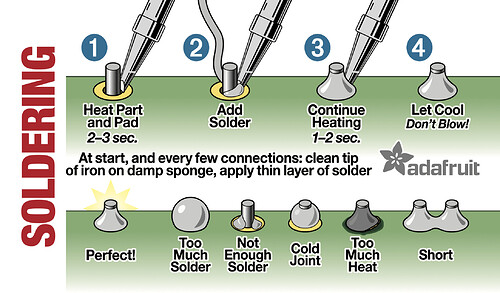 SOLDERING
1
2
3
4
Heat Part
and Pad
2–3 sec.
Add
Solder
Continue
Heating
1–2 sec.
Let Cool
Don't Blow!
At start, and every few connections: clean tip
of iron on damp sponge, apply thin layer of solder
adafruit
Perfect!
Too
Much
Solder
Not
Enough
Solder
Cold
Joint
Too
Much
Heat
Short